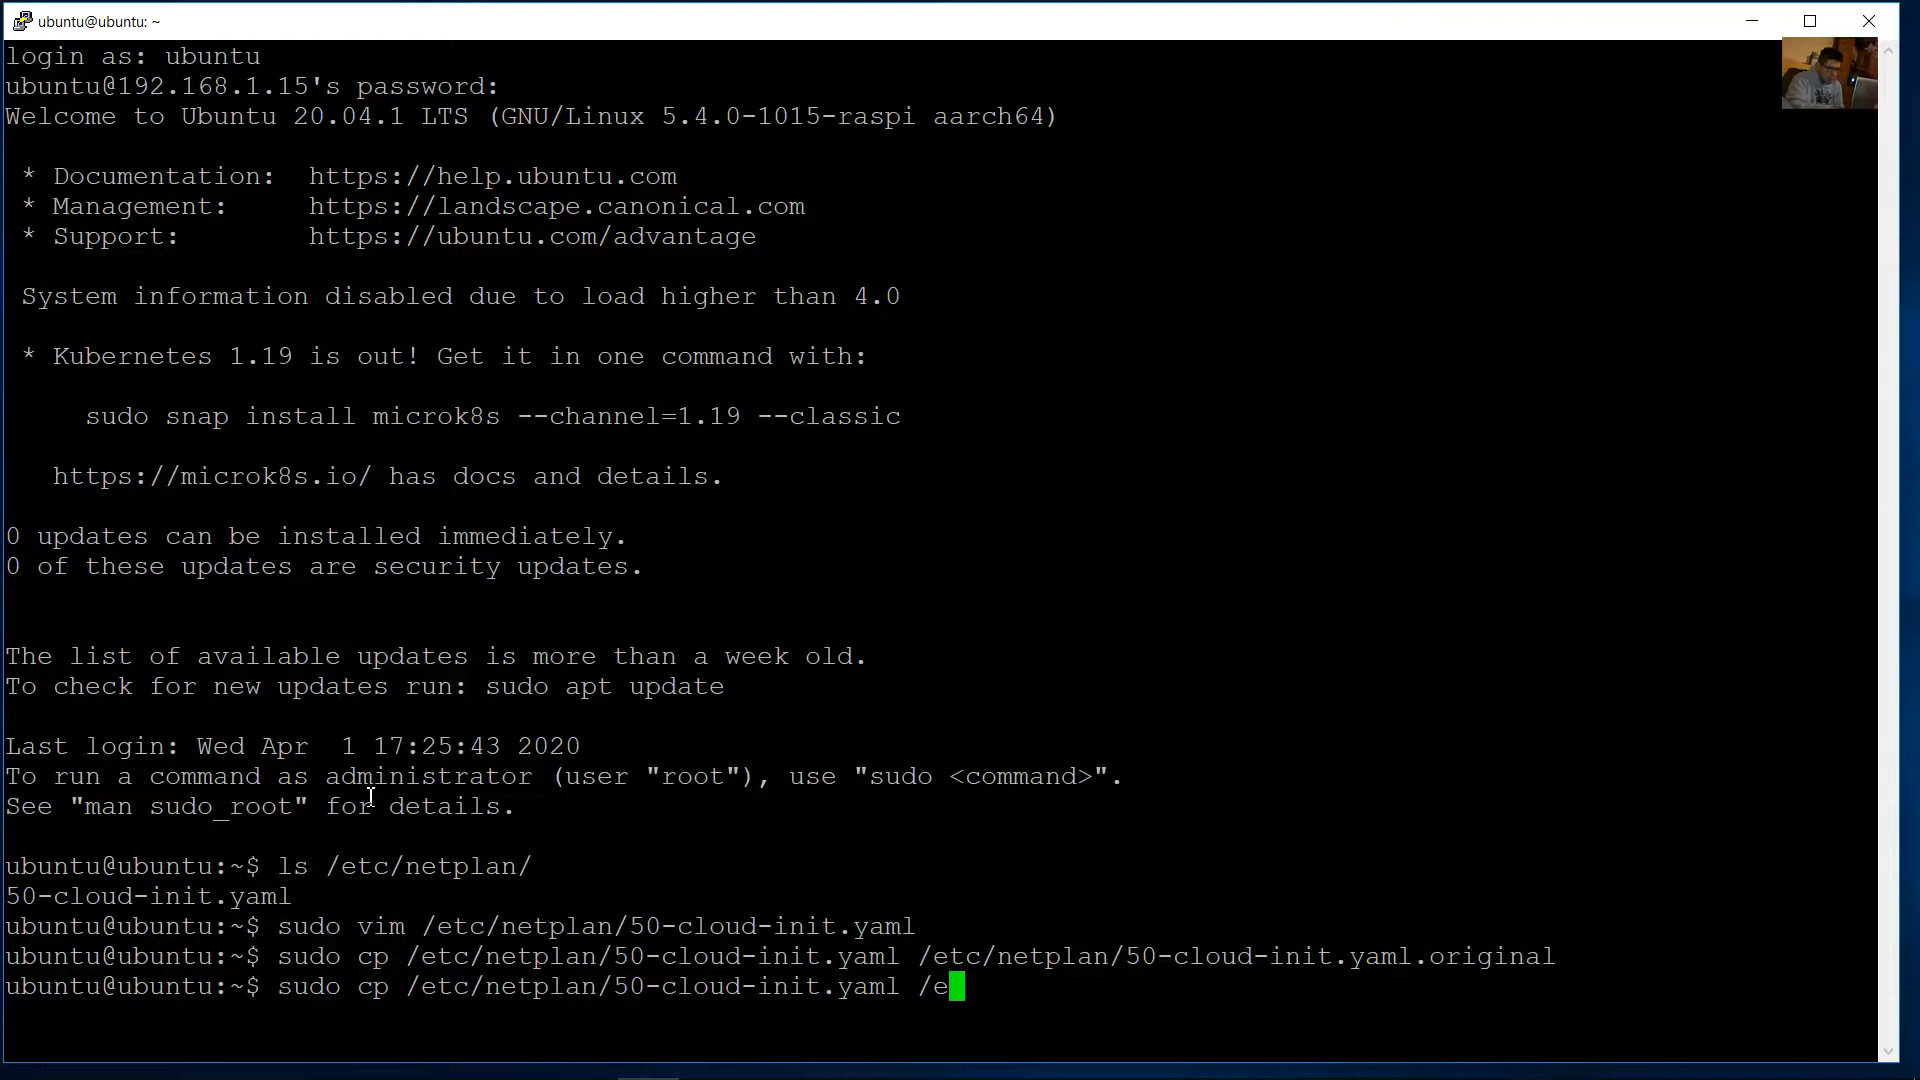 ubuntu@ubuntu: ~
login as: ubuntu
ubuntu@192.168.1.15's password:
Welcome to Ubuntu 20.04.1 LTS (GNU/Linux 5.4.0-1015-raspi aarch64)
* Documentation:  https://help.ubuntu.com
* Management:     https://landscape.canonical.com
* Support:        https://ubuntu.com/advantage
System information disabled due to load higher than 4.0
* Kubernetes 1.19 is out! Get it in one command with:
sudo snap install microk8s --channel=1.19 --classic
https://microk8s.io/ has docs and details.
0 updates can be installed immediately.
0 of these updates are security updates.
The list of available updates is more than a week old.
To check for new updates run: sudo apt update
Last login: Wed Apr  1 17:25:43 2020
To run a command as administrator (user "root"), use "sudo <command>".
See "man sudo_root" for details.
ubuntu@ubuntu:~$ ls /etc/netplan/
50-cloud-init.yaml
ubuntu@ubuntu:~$ sudo vim /etc/netplan/50-cloud-init.yaml
ubuntu@ubuntu:~$ sudo cp /etc/netplan/50-cloud-init.yaml /etc/netplan/50-cloud-init.yaml.original
ubuntu@ubuntu:~$ sudo cp /etc/netplan/50-cloud-init.yaml /e